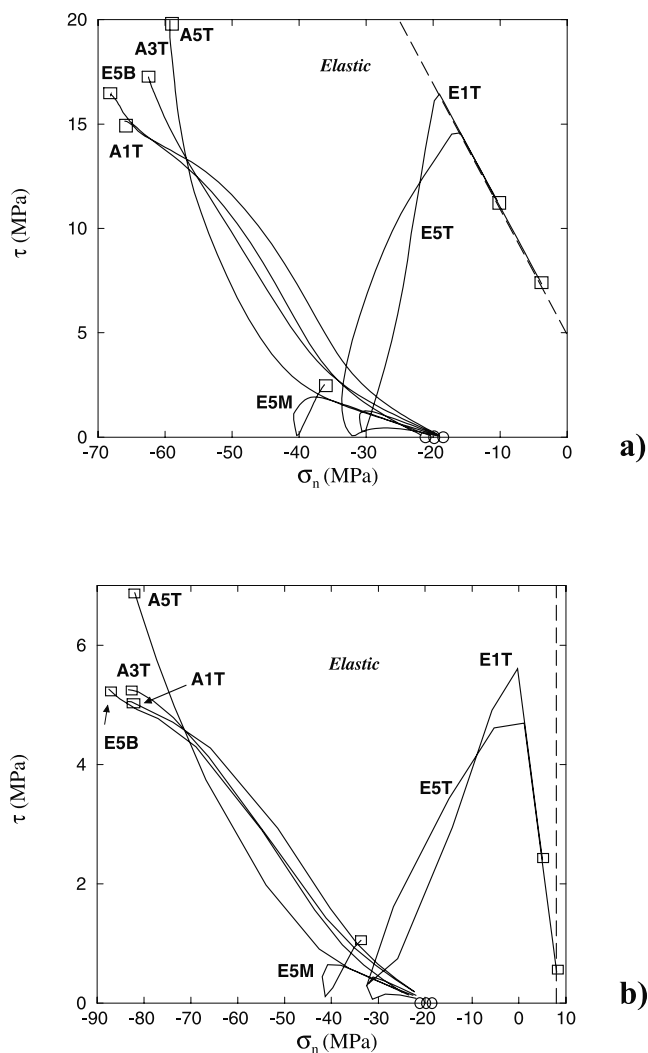 20
A5T
A3T
Elastic
E5B
E1T
15
A1T
τ (MPa)
10
E5T
5
E5M
0
-70 -60 -50 -40 -30 -20 -10 0
σn (MPa)
a)
A5T
6
E1T
A3T A1T
Elastic
E5B
4
E5T
τ (MPa)
2
E5M
0
-90 -80 -70 -60 -50 -40 -30 -20 -10 0 10
σn (MPa)
b)